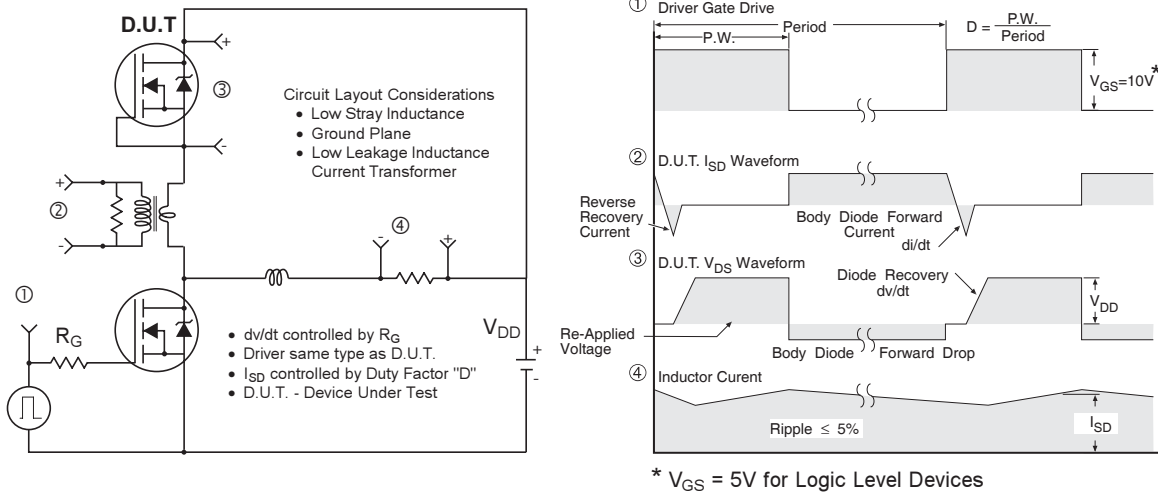 D.U.T
+
③
-
Circuit Layout Considerations
• Low Stray Inductance
• Ground Plane
• Low Leakage Inductance
Current Transformer
+
②
-
④
- +
①
R_G
• dv/dt controlled by R_G
• Driver same type as D.U.T.
• I_SD controlled by Duty Factor "D"
• D.U.T. - Device Under Test
V_DD
+
-
① Driver Gate Drive
P.W.
Period
D = P.W. / Period
V_GS=10V *
② D.U.T. I_SD Waveform
Reverse
Recovery
Current
Body Diode Forward
Current
di/dt
③ D.U.T. V_DS Waveform
Diode Recovery
dv/dt
V_DD
Re-Applied
Voltage
Body Diode Forward Drop
④ Inductor Curent
Ripple ≤ 5%
I_SD
* V_GS = 5V for Logic Level Devices